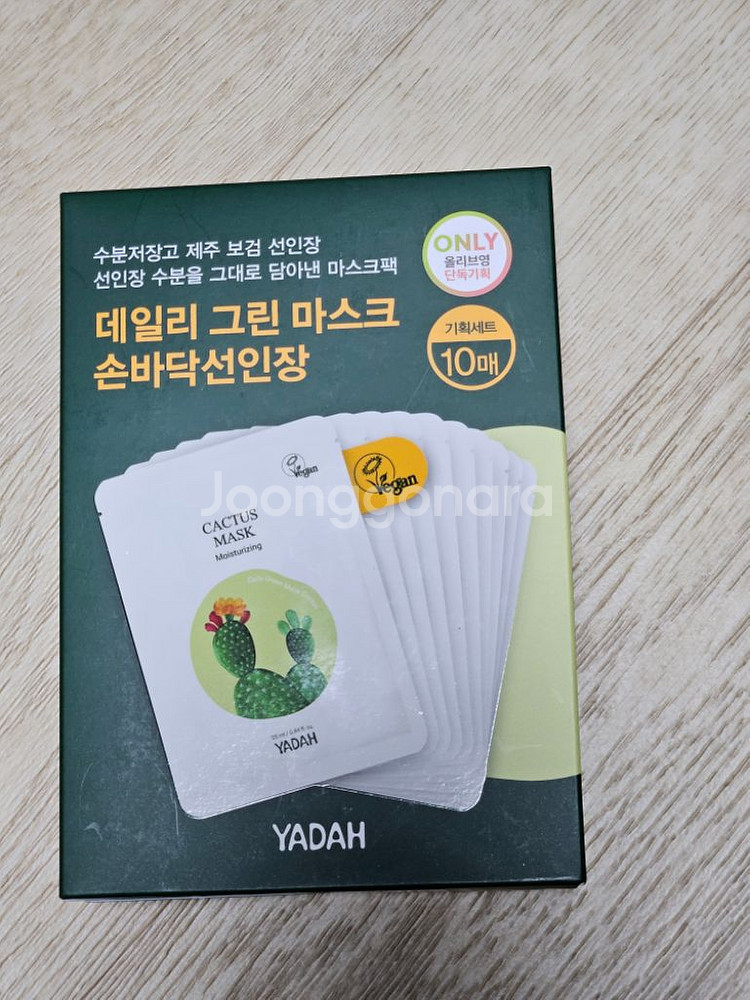 수분저장고 제주 보검 선인장
선인장 수분을 그대로 담아낸 마스크팩
데일리 그린 마스크
손바닥선인장
ONLY
올리브영
단독기획
기획세트
10매
Vegan
Vegan
CACTUS
MASK
Moisturizing
YADAH
YADAH
Joonggonara